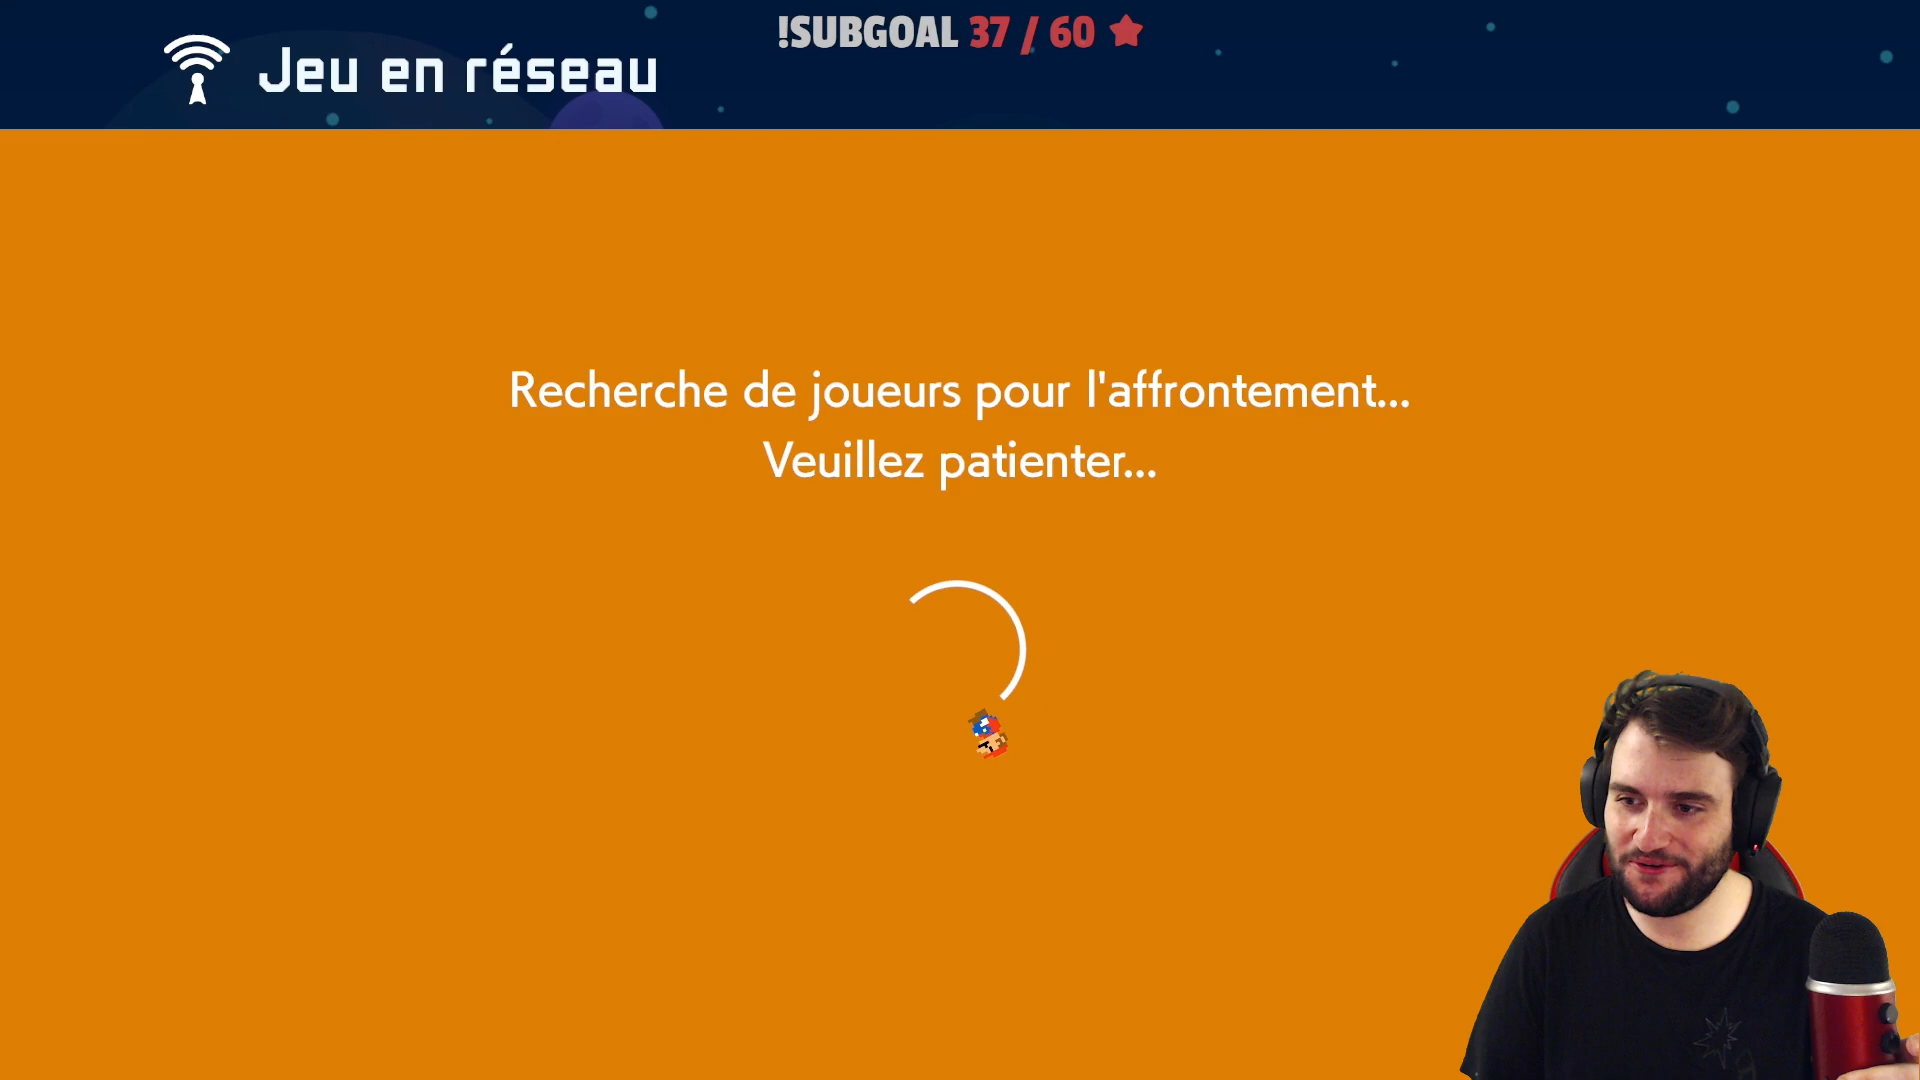 !SUBGOAL 37 / 60
Jeu en réseau
Recherche de joueurs pour l'affrontement...
Veuillez patienter...